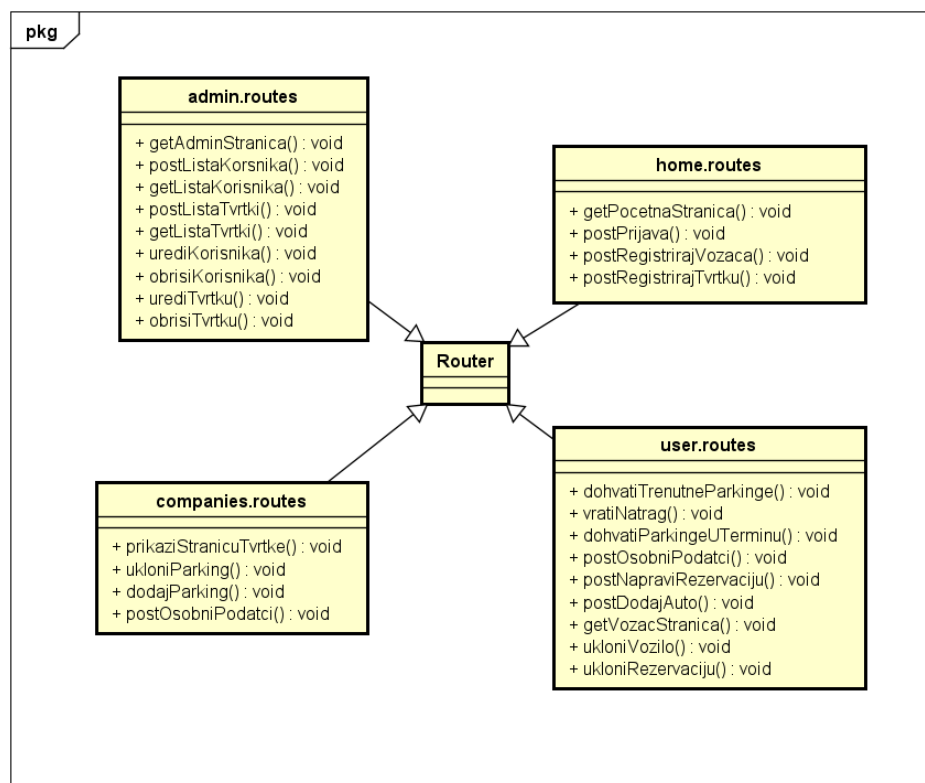 pkg
admin.routes
+ getAdminStranica() : void
+ postListaKorsnika() : void
+ getListaKorisnika() : void
+ postListaTvrtki() : void
+ getListaTvrtki() : void
+ urediKorisnika() : void
+ obrisiKorisnika() : void
+ urediTvrtku() : void
+ obrisiTvrtku() : void
home.routes
+ getPocetnaStranica() : void
+ postPrijava() : void
+ postRegistrirajVozaca() : void
+ postRegistrirajTvrtku() : void
Router
companies.routes
+ prikaziStranicuTvrtke() : void
+ ukloniParking() : void
+ dodajParking() : void
+ postOsobniPodatci() : void
user.routes
+ dohvatiTrenutneParkinge() : void
+ vratiNatrag() : void
+ dohvatiParkingeUTerminu() : void
+ postOsobniPodatci() : void
+ postNapraviRezervaciju() : void
+ postDodajAuto() : void
+ getVozacStranica() : void
+ ukloniVozilo() : void
+ ukloniRezervaciju() : void